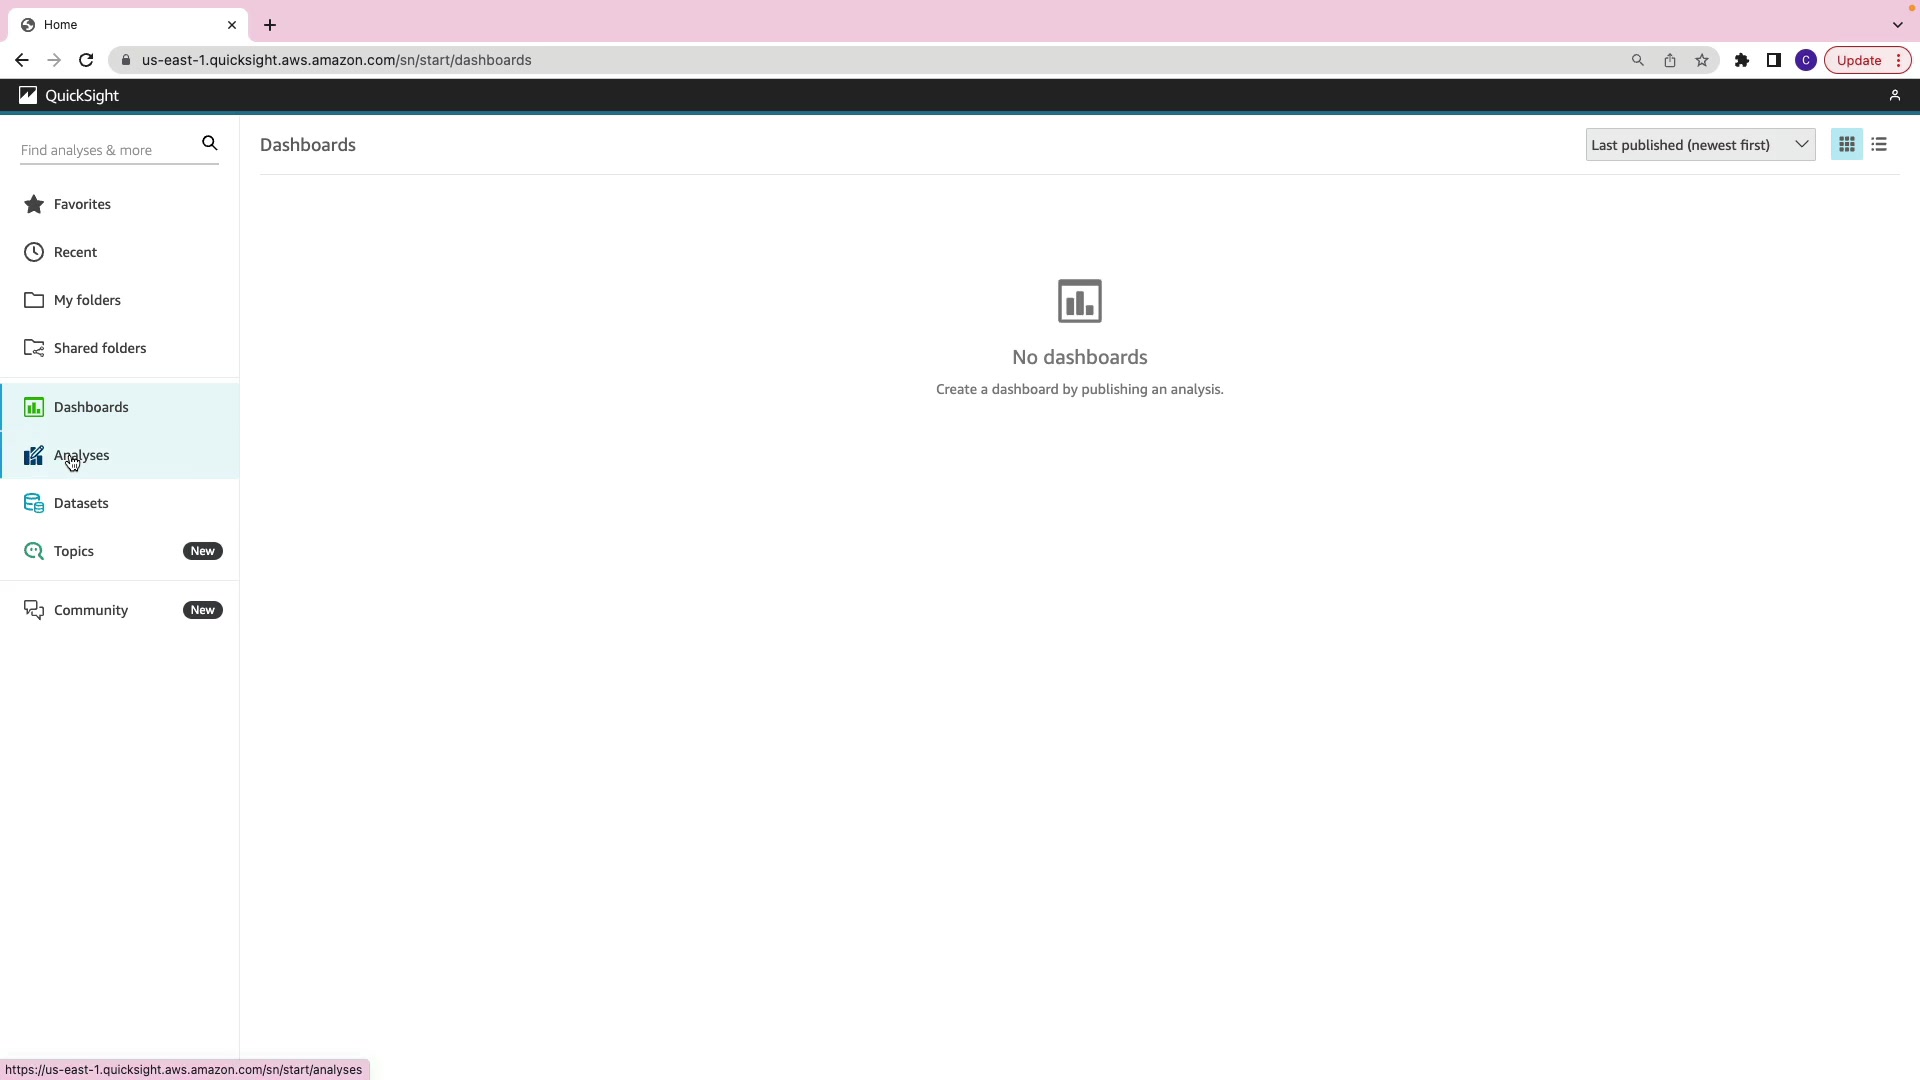 Home
us-east-1.quicksight.aws.amazon.com/sn/start/dashboards
C
Update
QuickSight
Find analyses & more
Dashboards
Last published (newest first)
Favorites
Recent
My folders
Shared folders
Dashboards
Analyses
Datasets
Topics New
Community New
No dashboards
Create a dashboard by publishing an analysis.
https://us-east-1.quicksight.aws.amazon.com/sn/start/analyses